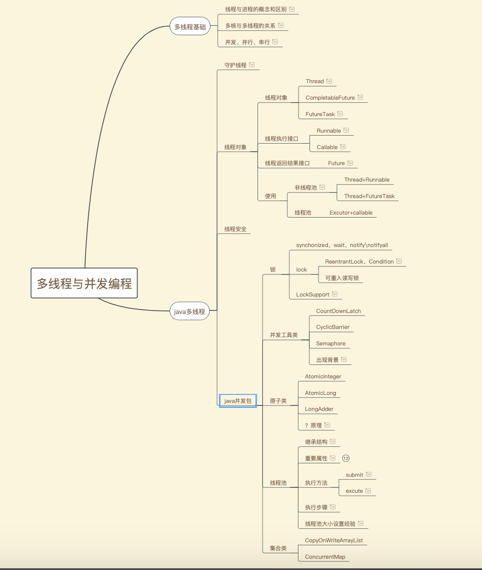 线程与进程的概念和区别
多线程基础
多核与多线程的关系
并发，并行，串行
守护线程
Thread
线程对象
CompletableFuture
FutureTask
Runnable
线程执行接口
Callable
线程对象
线程返回结果接口
Future
Thread+Runnable
非线程池
Thread+FutureTask
使用
线程池
Excutor+callable
线程安全
多线程与并发编程
java多线程
synchonized，wait，notify\notifyall
锁
ReentrantLock，Condition
lock
可重入读写锁
LockSupport
CountDownLatch
并发工具类
CyclicBarrier
Semaphore
出现背景
AtomicInteger
java并发包
原子类
AtomicLong
LongAdder
？原理
继承结构
重要属性
12
submit
线程池
执行方法
excute
执行步骤
线程池大小设置经验
CopyOnWriteArrayList
集合类
ConcurrentMap